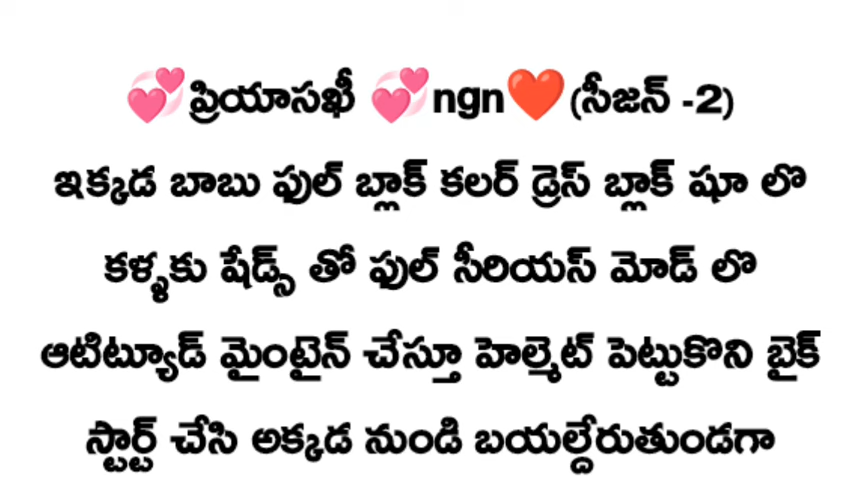 💞ప్రియాసఖీ 💞ngn❤️(సీజన్ -2)
ఇక్కడ బాబు ఫుల్ బ్లాక్ కలర్ డ్రెస్ బ్లాక్ షూ లొ
కళ్ళకు షేడ్స్ తో ఫుల్ సీరియస్ మోడ్ లొ
ఆటిట్యూడ్ మైంటైన్ చేస్తూ హెల్మెట్ పెట్టుకొని బైక్
స్టార్ట్ చేసి అక్కడ నుండి బయల్దేరుతుండగా